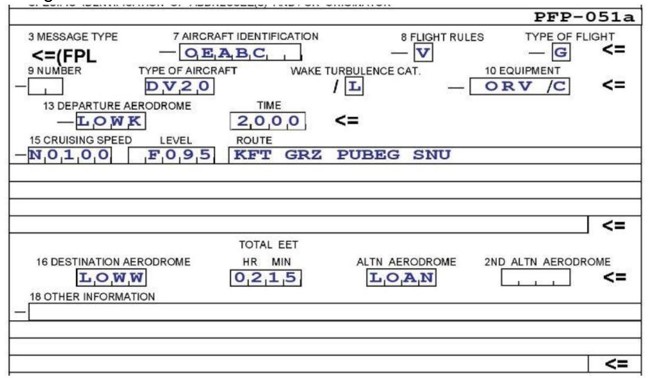 PFP-051a
3 MESSAGE TYPE 7 AIRCRAFT IDENTIFICATION 8 FLIGHT RULES TYPE OF FLIGHT
<=(FPL — OEABC — V — G <=
9 NUMBER TYPE OF AIRCRAFT WAKE TURBULENCE CAT. 10 EQUIPMENT
— DV20 / L — ORV /C <=
13 DEPARTURE AERODROME TIME
— LOWK 2000 <=
15 CRUISING SPEED LEVEL ROUTE
— N0100 F095 KFT GRZ PUBEG SNU
<=
TOTAL EET
16 DESTINATION AERODROME HR MIN ALTN AERODROME 2ND ALTN AERODROME
LOWW 0215 LOAN <=
18 OTHER INFORMATION
—
<=